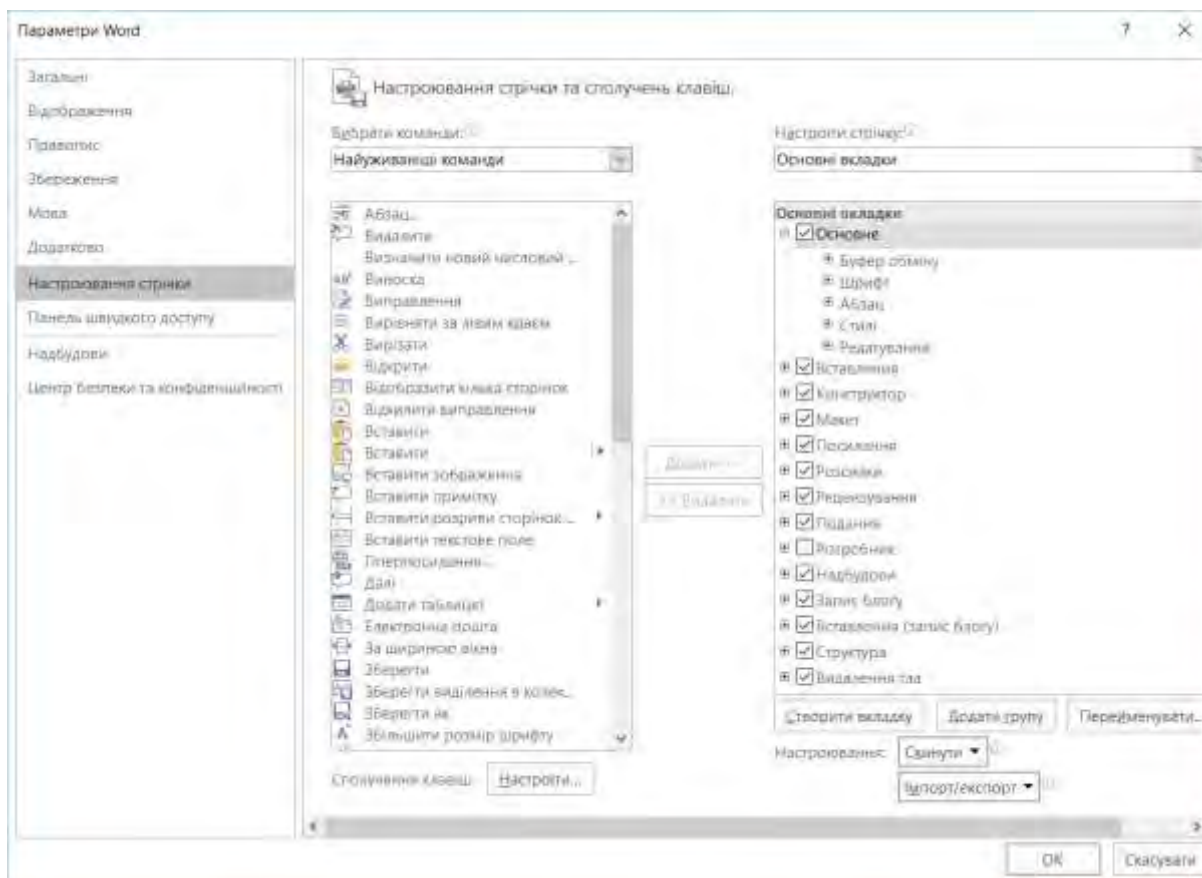 Параметри Word
?
Загальні
Відображення
Правопис
Збереження
Мова
Додатково
Настроювання стрічки
Панель швидкого доступу
Надбудови
Центр безпеки та конфіденційності
Настроювання стрічки та сполучень клавіш.
Вибрати команди:
Найуживаніші команди
Абзац...
Видалити
Визначити новий числовий ...
Виноска
Виправлення
Вирівняти за лівим краєм
Вирізати
Відкрити
Відобразити кілька сторінок
Відхилити виправлення
Вставити
Вставити
Вставити зображення
Вставити примітку
Вставити розриви сторінок ...
Вставити текстове поле
Гіперпосилання...
Далі
Додати таблицю
Електронна пошта
За шириною вікна
Зберегти
Зберегти виділення в колек...
Зберегти як
Збільшити розмір шрифту
Сполучення клавіш:
Настроїти...
Додати >>
<< Видалити
Настроїти стрічку:
Основні вкладки
Основні вкладки
Основне
Буфер обміну
Шрифт
Абзац
Стилі
Редагування
Вставлення
Конструктор
Макет
Посилання
Розсилки
Рецензування
Подання
Розробник
Надбудови
Запис блоґу
Вставлення (запис блоґу)
Структура
Видалення тла
Створити вкладку
Додати групу
Перейменувати...
Настроювання:
Скинути
Імпорт/експорт
ОК
Скасувати